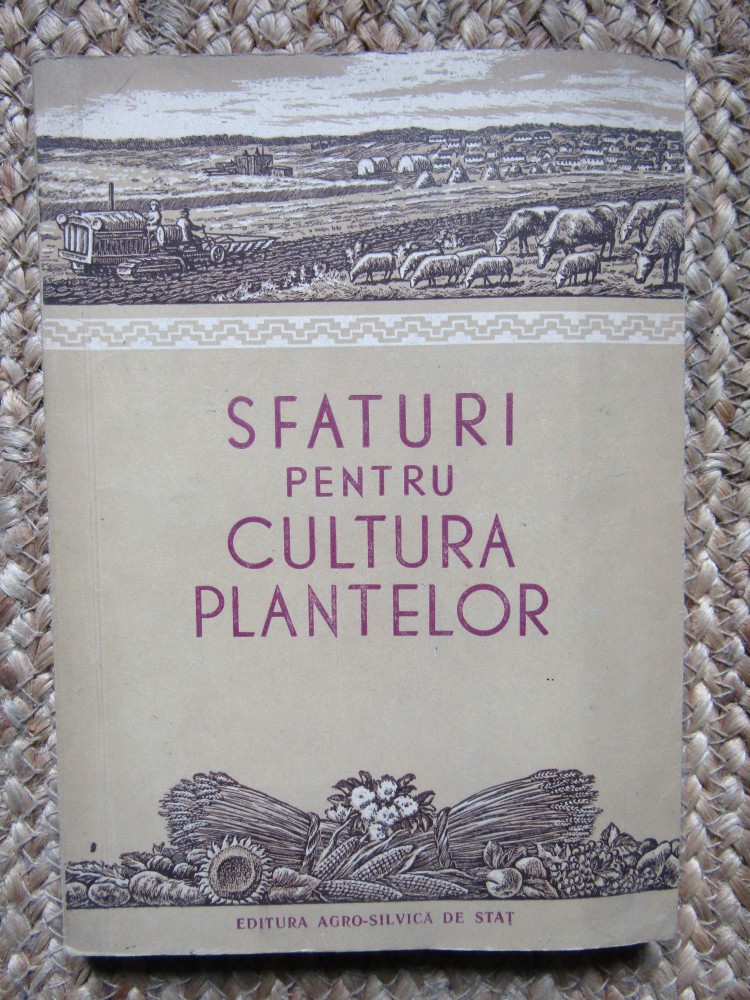 SFATURI
PENTRU
CULTURA
PLANTELOR
EDITURA AGRO-SILVICĂ DE STAT